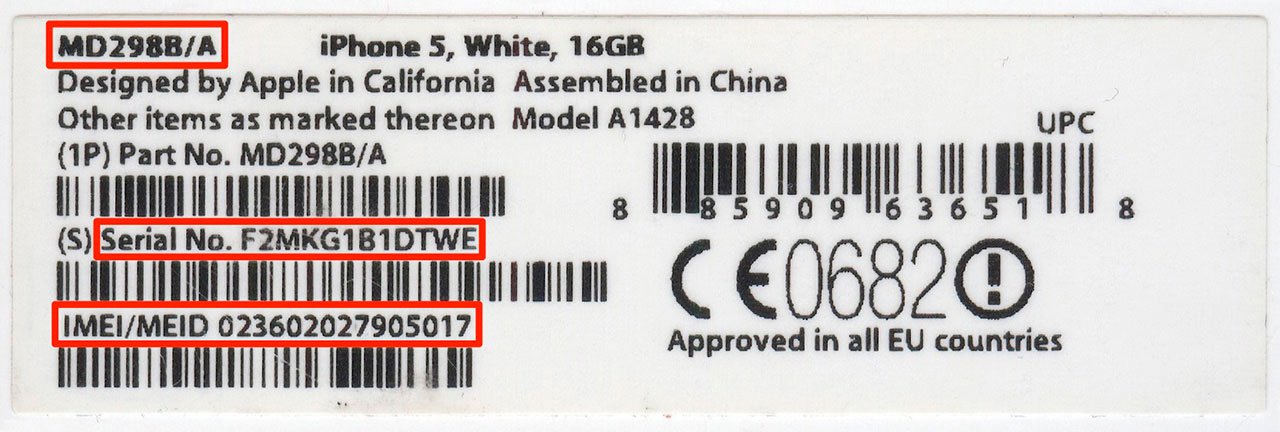 MD298B/A iPhone 5, White, 16GB
Designed by Apple in California Assembled in China
Other items as marked thereon Model A1428
(1P) Part No. MD298B/A
UPC
8 85909 63651 8
(S) Serial No. F2MKG1B1DTWE
IMEI/MEID 023602027905017
CE0682
Approved in all EU countries